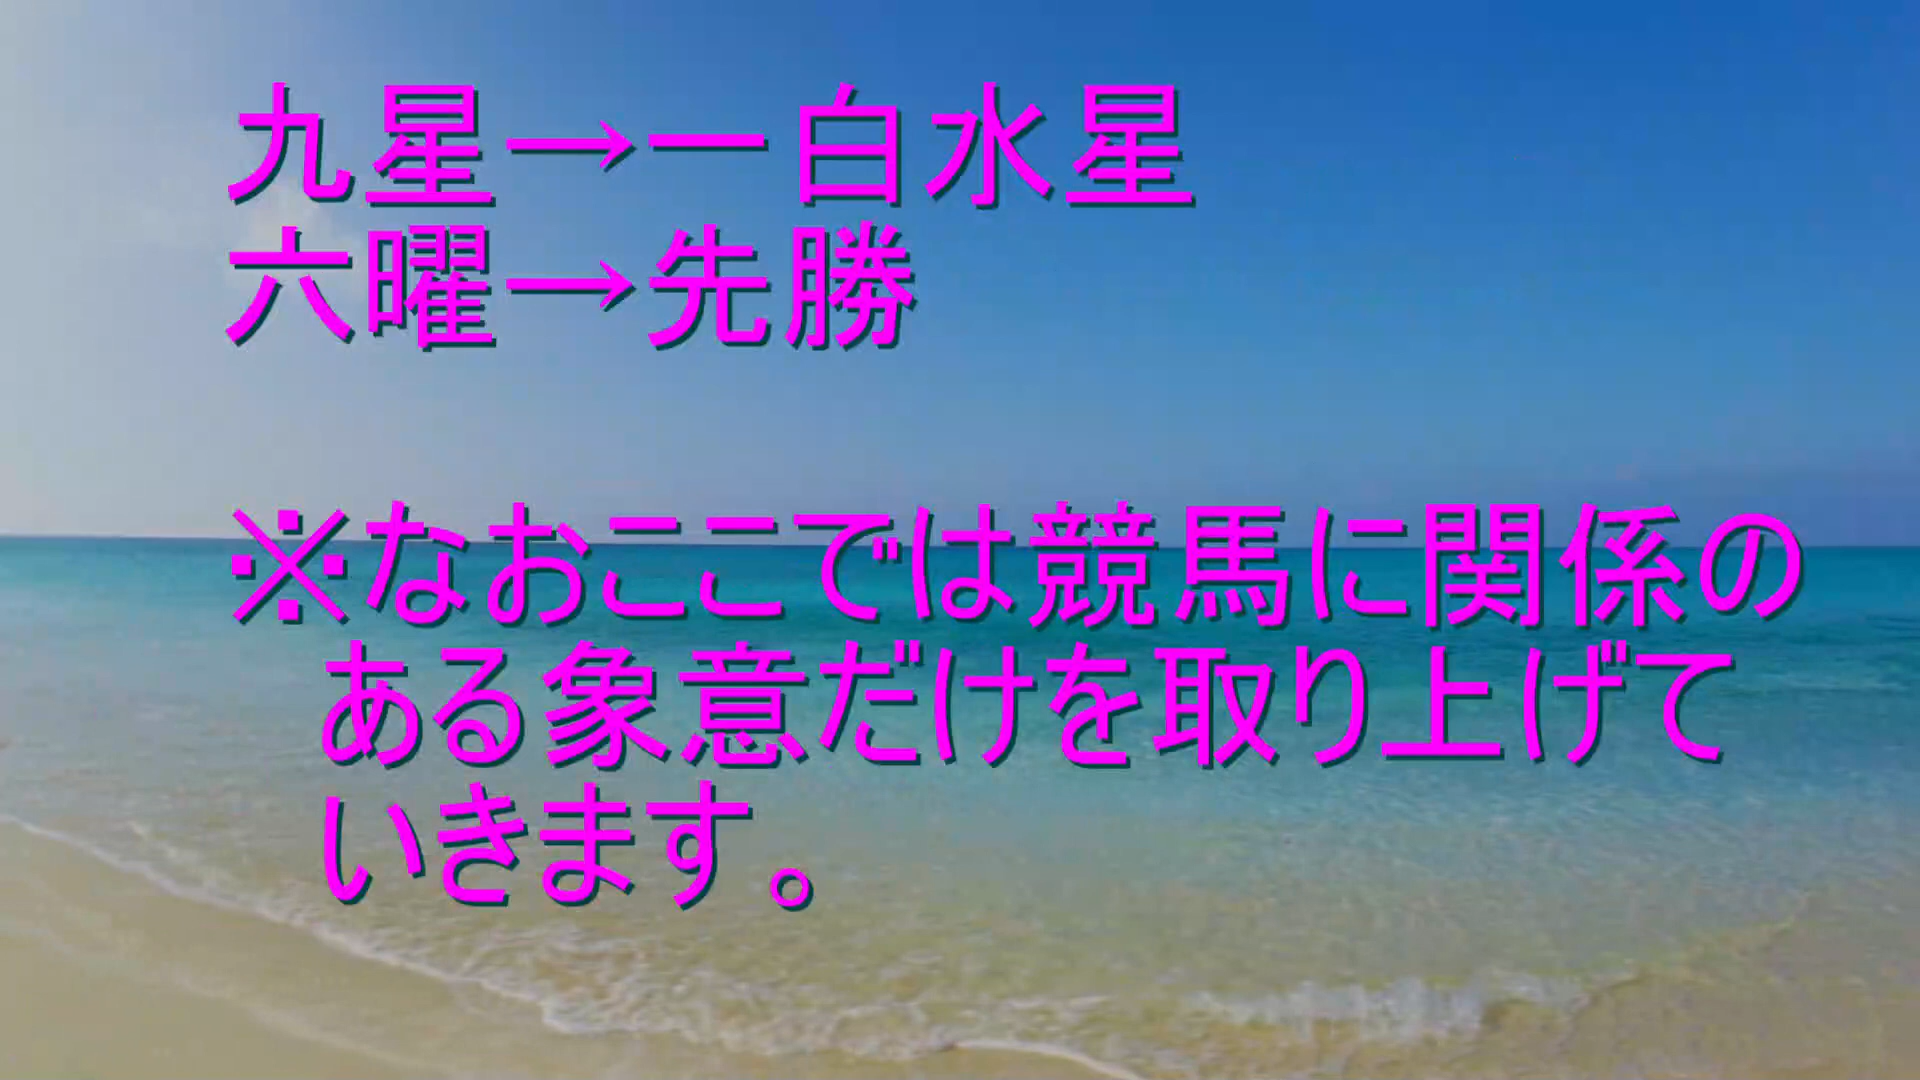 九星→一白水星
六曜→先勝
※なおここでは競馬に関係の
ある象意だけを取り上げて
いきます。